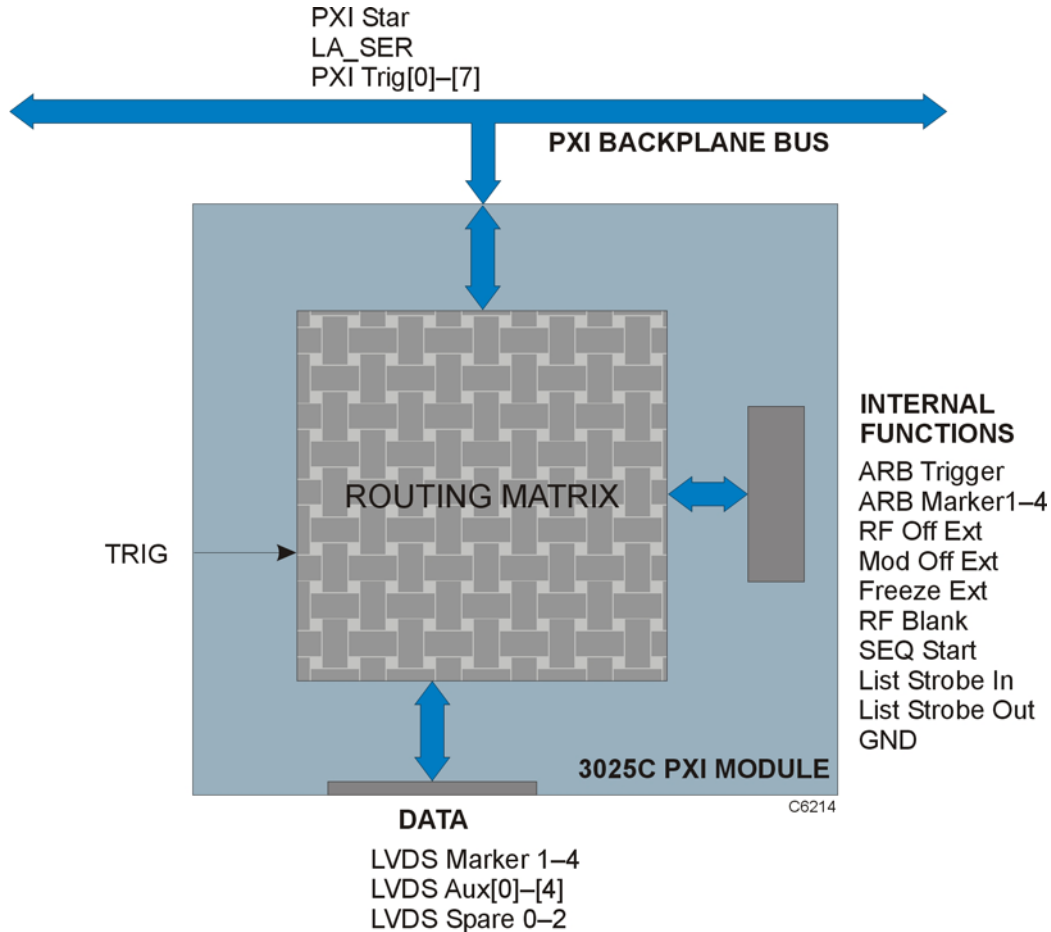 PXI Star
LA_SER
PXI Trig[0]–[7]
PXI BACKPLANE BUS
ROUTING MATRIX
TRIG
INTERNAL
FUNCTIONS
ARB Trigger
ARB Marker1–4
RF Off Ext
Mod Off Ext
Freeze Ext
RF Blank
SEQ Start
List Strobe In
List Strobe Out
GND
3025C PXI MODULE
C6214
DATA
LVDS Marker 1–4
LVDS Aux[0]–[4]
LVDS Spare 0–2